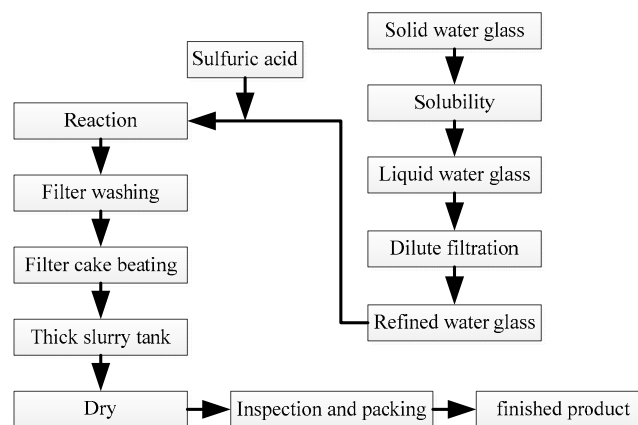 Solid water glass
Sulfuric acid
Solubility
Reaction
Liquid water glass
Filter washing
Dilute filtration
Filter cake beating
Refined water glass
Thick slurry tank
Dry
Inspection and packing
finished product